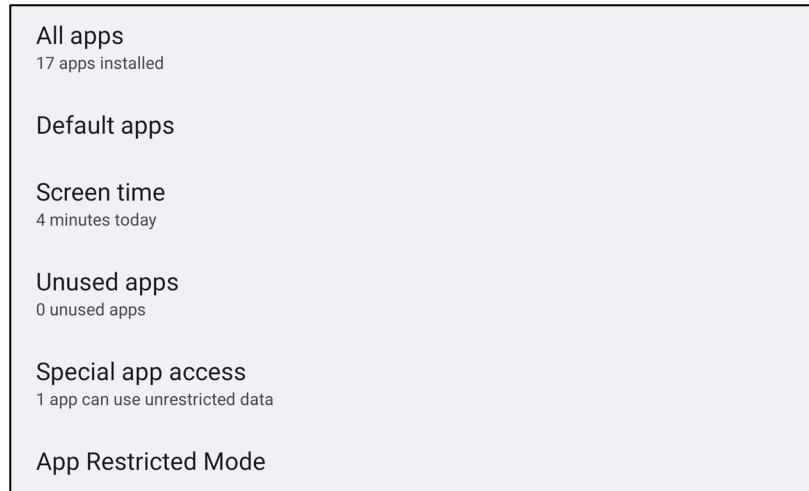 All apps
17 apps installed
Default apps
Screen time
4 minutes today
Unused apps
0 unused apps
Special app access
1 app can use unrestricted data
App Restricted Mode